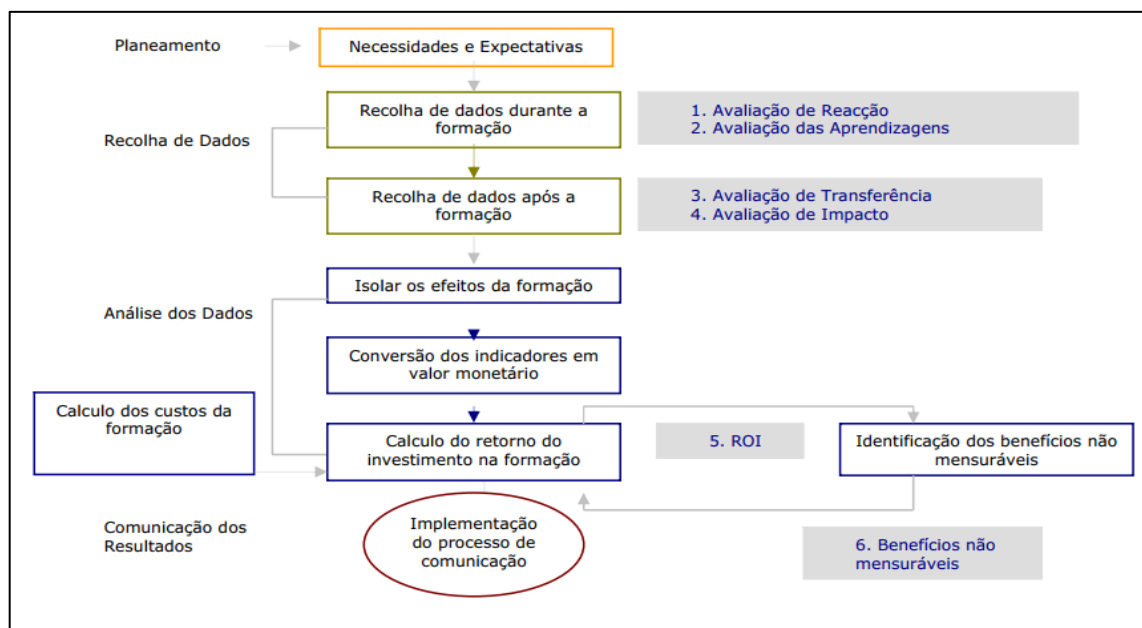 Planeamento
Necessidades e Expectativas
Recolha de dados durante a
formação
1. Avaliação de Reacção
2. Avaliação das Aprendizagens
Recolha de Dados
Recolha de dados após a
formação
3. Avaliação de Transferência
4. Avaliação de Impacto
Isolar os efeitos da formação
Análise dos Dados
Conversão dos indicadores em
valor monetário
Calculo dos custos da
formação
Calculo do retorno do
investimento na formação
5. ROI
Identificação dos benefícios não
mensuráveis
Comunicação dos
Resultados
Implementação
do processo de
comunicação
6. Benefícios não
mensuráveis